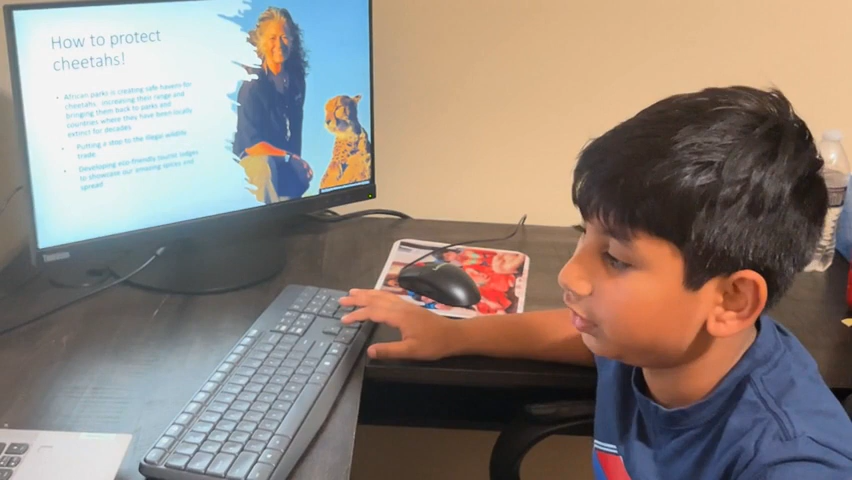 How to protect
cheetahs!
• African parks is creating safe havens for
cheetahs, increasing their range and
bringing them back to parks and
countries where they have been locally
extinct for decades
• Putting a stop to the illegal wildlife
trade
• Developing eco-friendly tourist lodges
to showcase our amazing and
spread